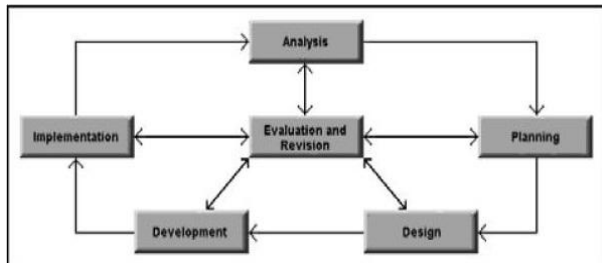 Analysis
Implementation
Evaluation and
Revision
Planning
Development
Design